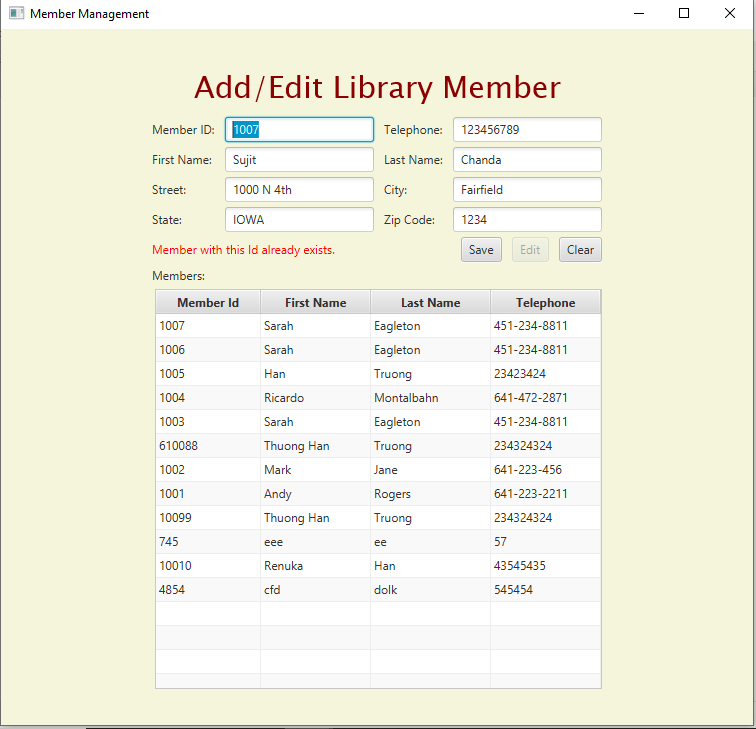 Member Management
Add/Edit Library Member
Member ID: 1007 Telephone: 123456789
First Name: Sujit Last Name: Chanda
Street: 1000 N 4th City: Fairfield
State: IOWA Zip Code: 1234
Member with this Id already exists. Save Edit Clear
Members:
Member Id First Name Last Name Telephone
1007 Sarah Eagleton 451-234-8811
1006 Sarah Eagleton 451-234-8811
1005 Han Truong 23423424
1004 Ricardo Montalbahn 641-472-2871
1003 Sarah Eagleton 451-234-8811
610088 Thuong Han Truong 234324324
1002 Mark Jane 641-223-456
1001 Andy Rogers 641-223-2211
10099 Thuong Han Truong 234324324
745 eee ee 57
10010 Renuka Han 43545435
4854 cfd dolk 545454